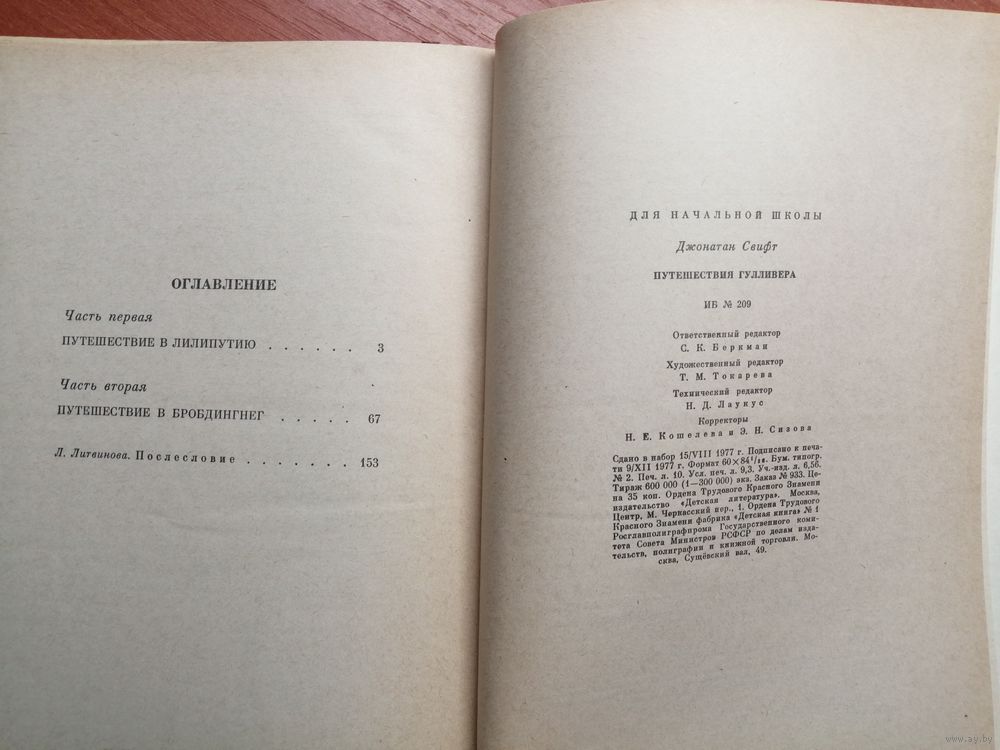 ОГЛАВЛЕНИЕ
Часть первая
ПУТЕШЕСТВИЕ В ЛИЛИПУТИЮ . . . . . . 3
Часть вторая
ПУТЕШЕСТВИЕ В БРОБДИНГНЕГ . . . . . 67
Л. Литвинова. Послесловие . . . . . . . 153
ДЛЯ НАЧАЛЬНОЙ ШКОЛЫ
Джонатан Свифт
ПУТЕШЕСТВИЯ ГУЛЛИВЕРА
ИБ № 209
Ответственный редактор
С. К. Беркман
Художественный редактор
Т. М. Токарева
Технический редактор
Н. Д. Лаукус
Корректоры
Н. Е. Кошелева и Э. Н. Сизова
Сдано в набор 15/VIII 1977 г. Подписано к печа-
ти 9/XII 1977 г. Формат 60×84¹/₁₆. Бум. типогр.
№ 2. Печ. л. 10. Усл. печ. л. 9,3. Уч.-изд. л. 6,56.
Тираж 600 000 (1—300 000) экз. Заказ № 933. Це-
на 35 коп. Ордена Трудового Красного Знамени
издательство «Детская литература». Москва,
Центр, М. Черкасский пер., 1. Ордена Трудового
Красного Знамени фабрика «Детская книга» № 1
Росглавполиграфпрома Государственного коми-
тета Совета Министров РСФСР по делам изда-
тельств, полиграфии и книжной торговли. Мо-
сква, Сущёвский вал, 49.
www.ay.by